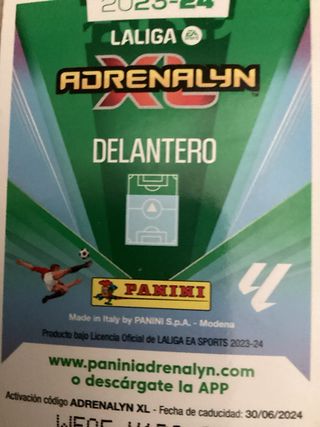 2023-24
LALIGA EA SPORTS
ADRENALYN
XL™
DELANTERO
PANINI
Made in Italy by PANINI S.p.A. - Modena
Producto bajo Licencia Oficial de LALIGA EA SPORTS 2023-24
www.paniniadrenalyn.com
o descárgate la APP
Activación código ADRENALYN XL - Fecha de caducidad: 30/06/2024